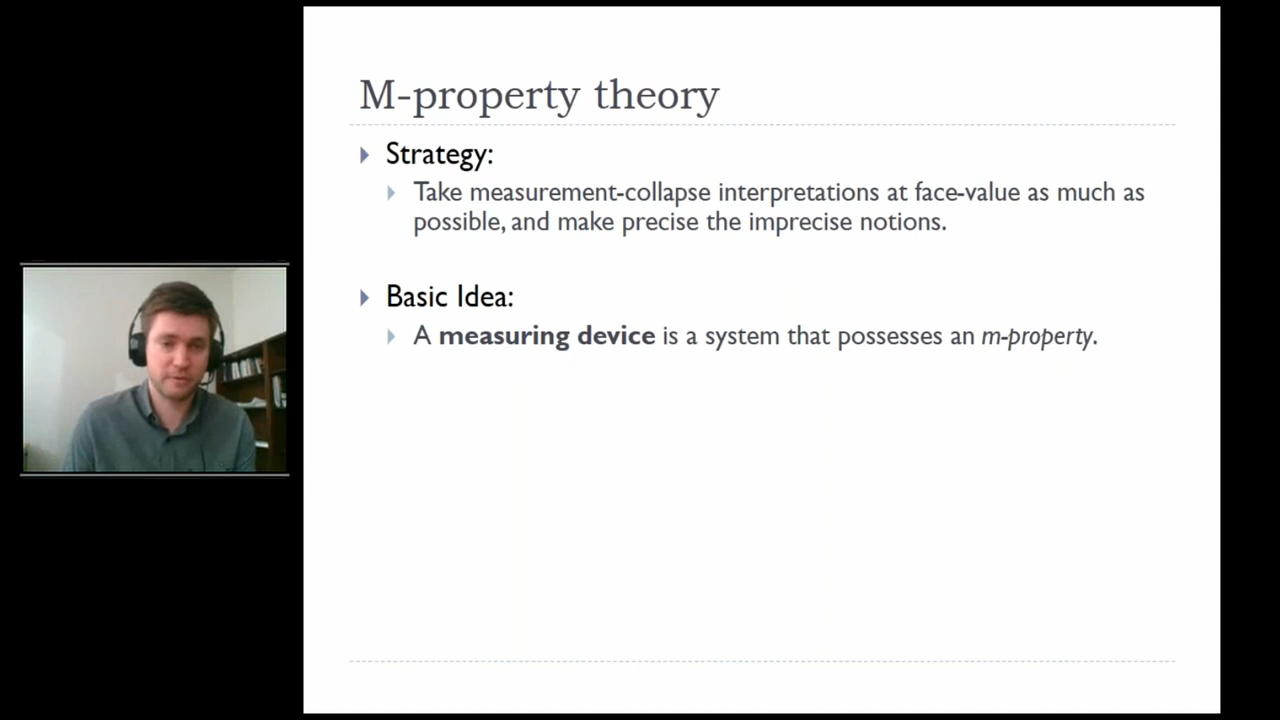 M-property theory
Strategy:
Take measurement-collapse interpretations at face-value as much as
possible, and make precise the imprecise notions.
Basic Idea:
A measuring device is a system that possesses an m-property.